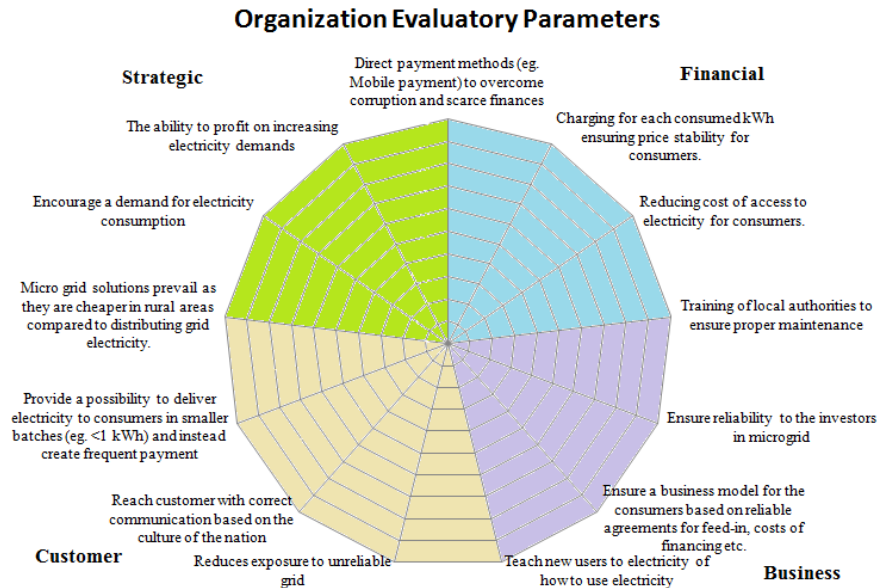 Organization Evaluatory Parameters
Strategic
Financial
Direct payment methods (eg.
Mobile payment) to overcome
corruption and scarce finances
Charging for each consumed kWh
ensuring price stability for
consumers.
Reducing cost of access to
electricity for consumers.
Training of local authorities to
ensure proper maintenance
Ensure reliability to the investors
in microgrid
Ensure a business model for the
consumers based on reliable
agreements for feed-in, costs of
financing etc.
Teach new users to electricity of
how to use electricity
Business
Reduces exposure to unreliable
grid
Customer
Reach customer with correct
communication based on the
culture of the nation
Provide a possibility to deliver
electricity to consumers in smaller
batches (eg. <1 kWh) and instead
create frequent payment
Micro grid solutions prevail as
they are cheaper in rural areas
compared to distributing grid
electricity.
Encourage a demand for electricity
consumption
The ability to profit on increasing
electricity demands